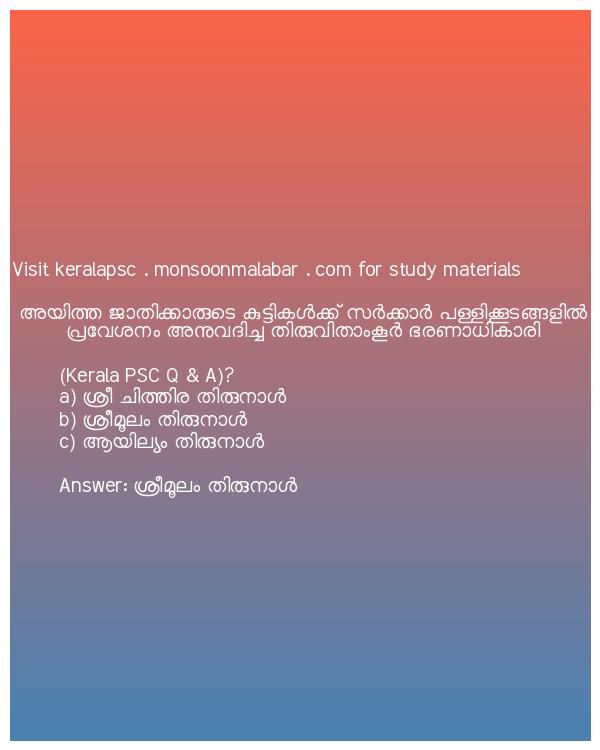 Visit keralapsc . monsoonmalabar . com for study materials
അയിത്ത ജാതിക്കാരുടെ കുട്ടികൾക്ക് സർക്കാർ പള്ളിക്കൂടങ്ങളിൽ
പ്രവേശനം അനുവദിച്ച തിരുവിതാംകൂർ ഭരണാധികാരി
(Kerala PSC Q & A)?
a) ശ്രീ ചിത്തിര തിരുനാൾ
b) ശ്രീമൂലം തിരുനാൾ
c) ആയില്യം തിരുനാൾ
Answer: ശ്രീമൂലം തിരുനാൾ